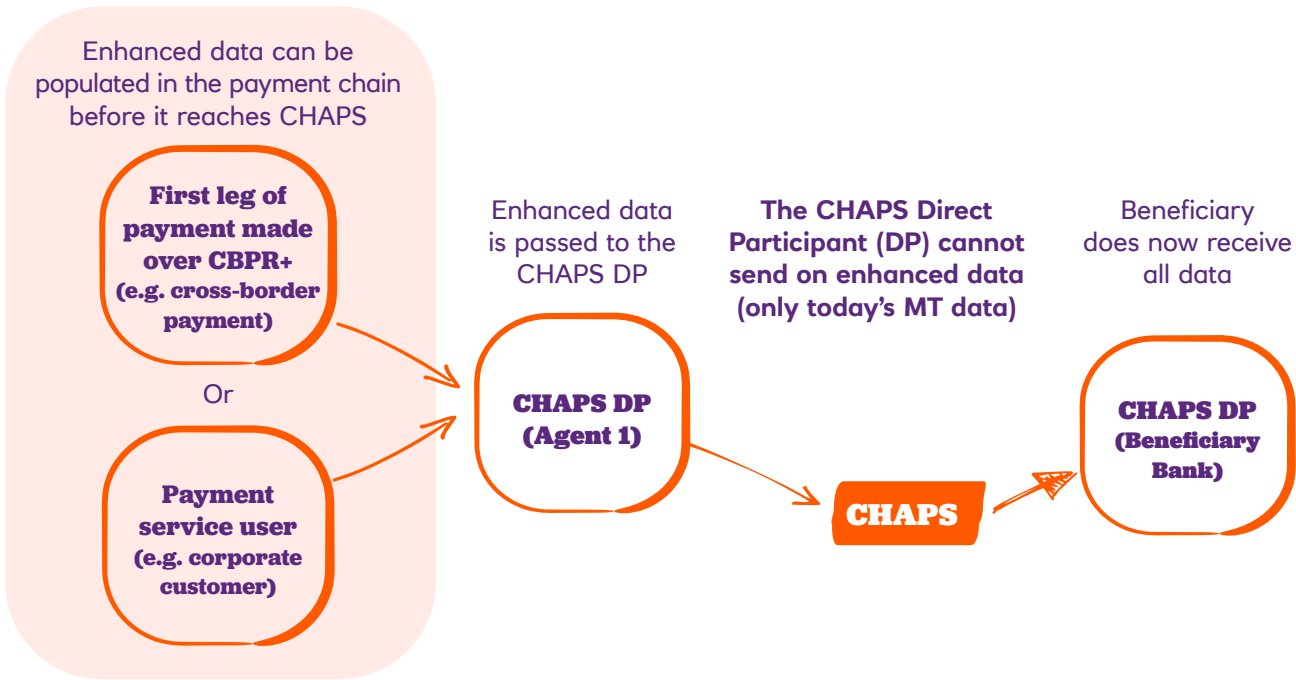 Enhanced data can be
populated in the payment chain
before it reaches CHAPS
First leg of
payment made
over CBPR+
(e.g. cross-border
payment)
Or
Payment
service user
(e.g. corporate
customer)
Enhanced data
is passed to the
CHAPS DP
CHAPS DP
(Agent 1)
The CHAPS Direct
Participant (DP) cannot
send on enhanced data
(only today's MT data)
CHAPS
Beneficiary
does now receive
all data
CHAPS DP
(Beneficiary
Bank)